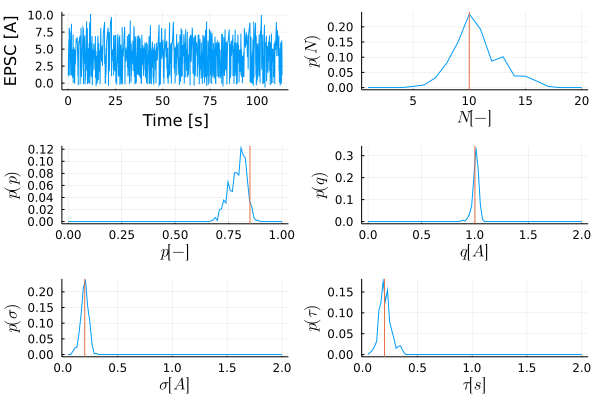 EPSC [A]
10.0
7.5
5.0
2.5
0.0
0 25 50 75 100
Time [s]
p(N)
0.20
0.15
0.10
0.05
0.00
5 10 15 20
N[−]
p(p)
0.12
0.10
0.08
0.06
0.04
0.02
0.00
0.00 0.25 0.50 0.75 1.00
p[−]
p(q)
0.3
0.2
0.1
0.0
0.0 0.5 1.0 1.5 2.0
q[A]
p(σ)
0.20
0.15
0.10
0.05
0.00
0.0 0.5 1.0 1.5 2.0
σ[A]
p(τ)
0.15
0.10
0.05
0.00
0.0 0.5 1.0 1.5 2.0
τ[s]